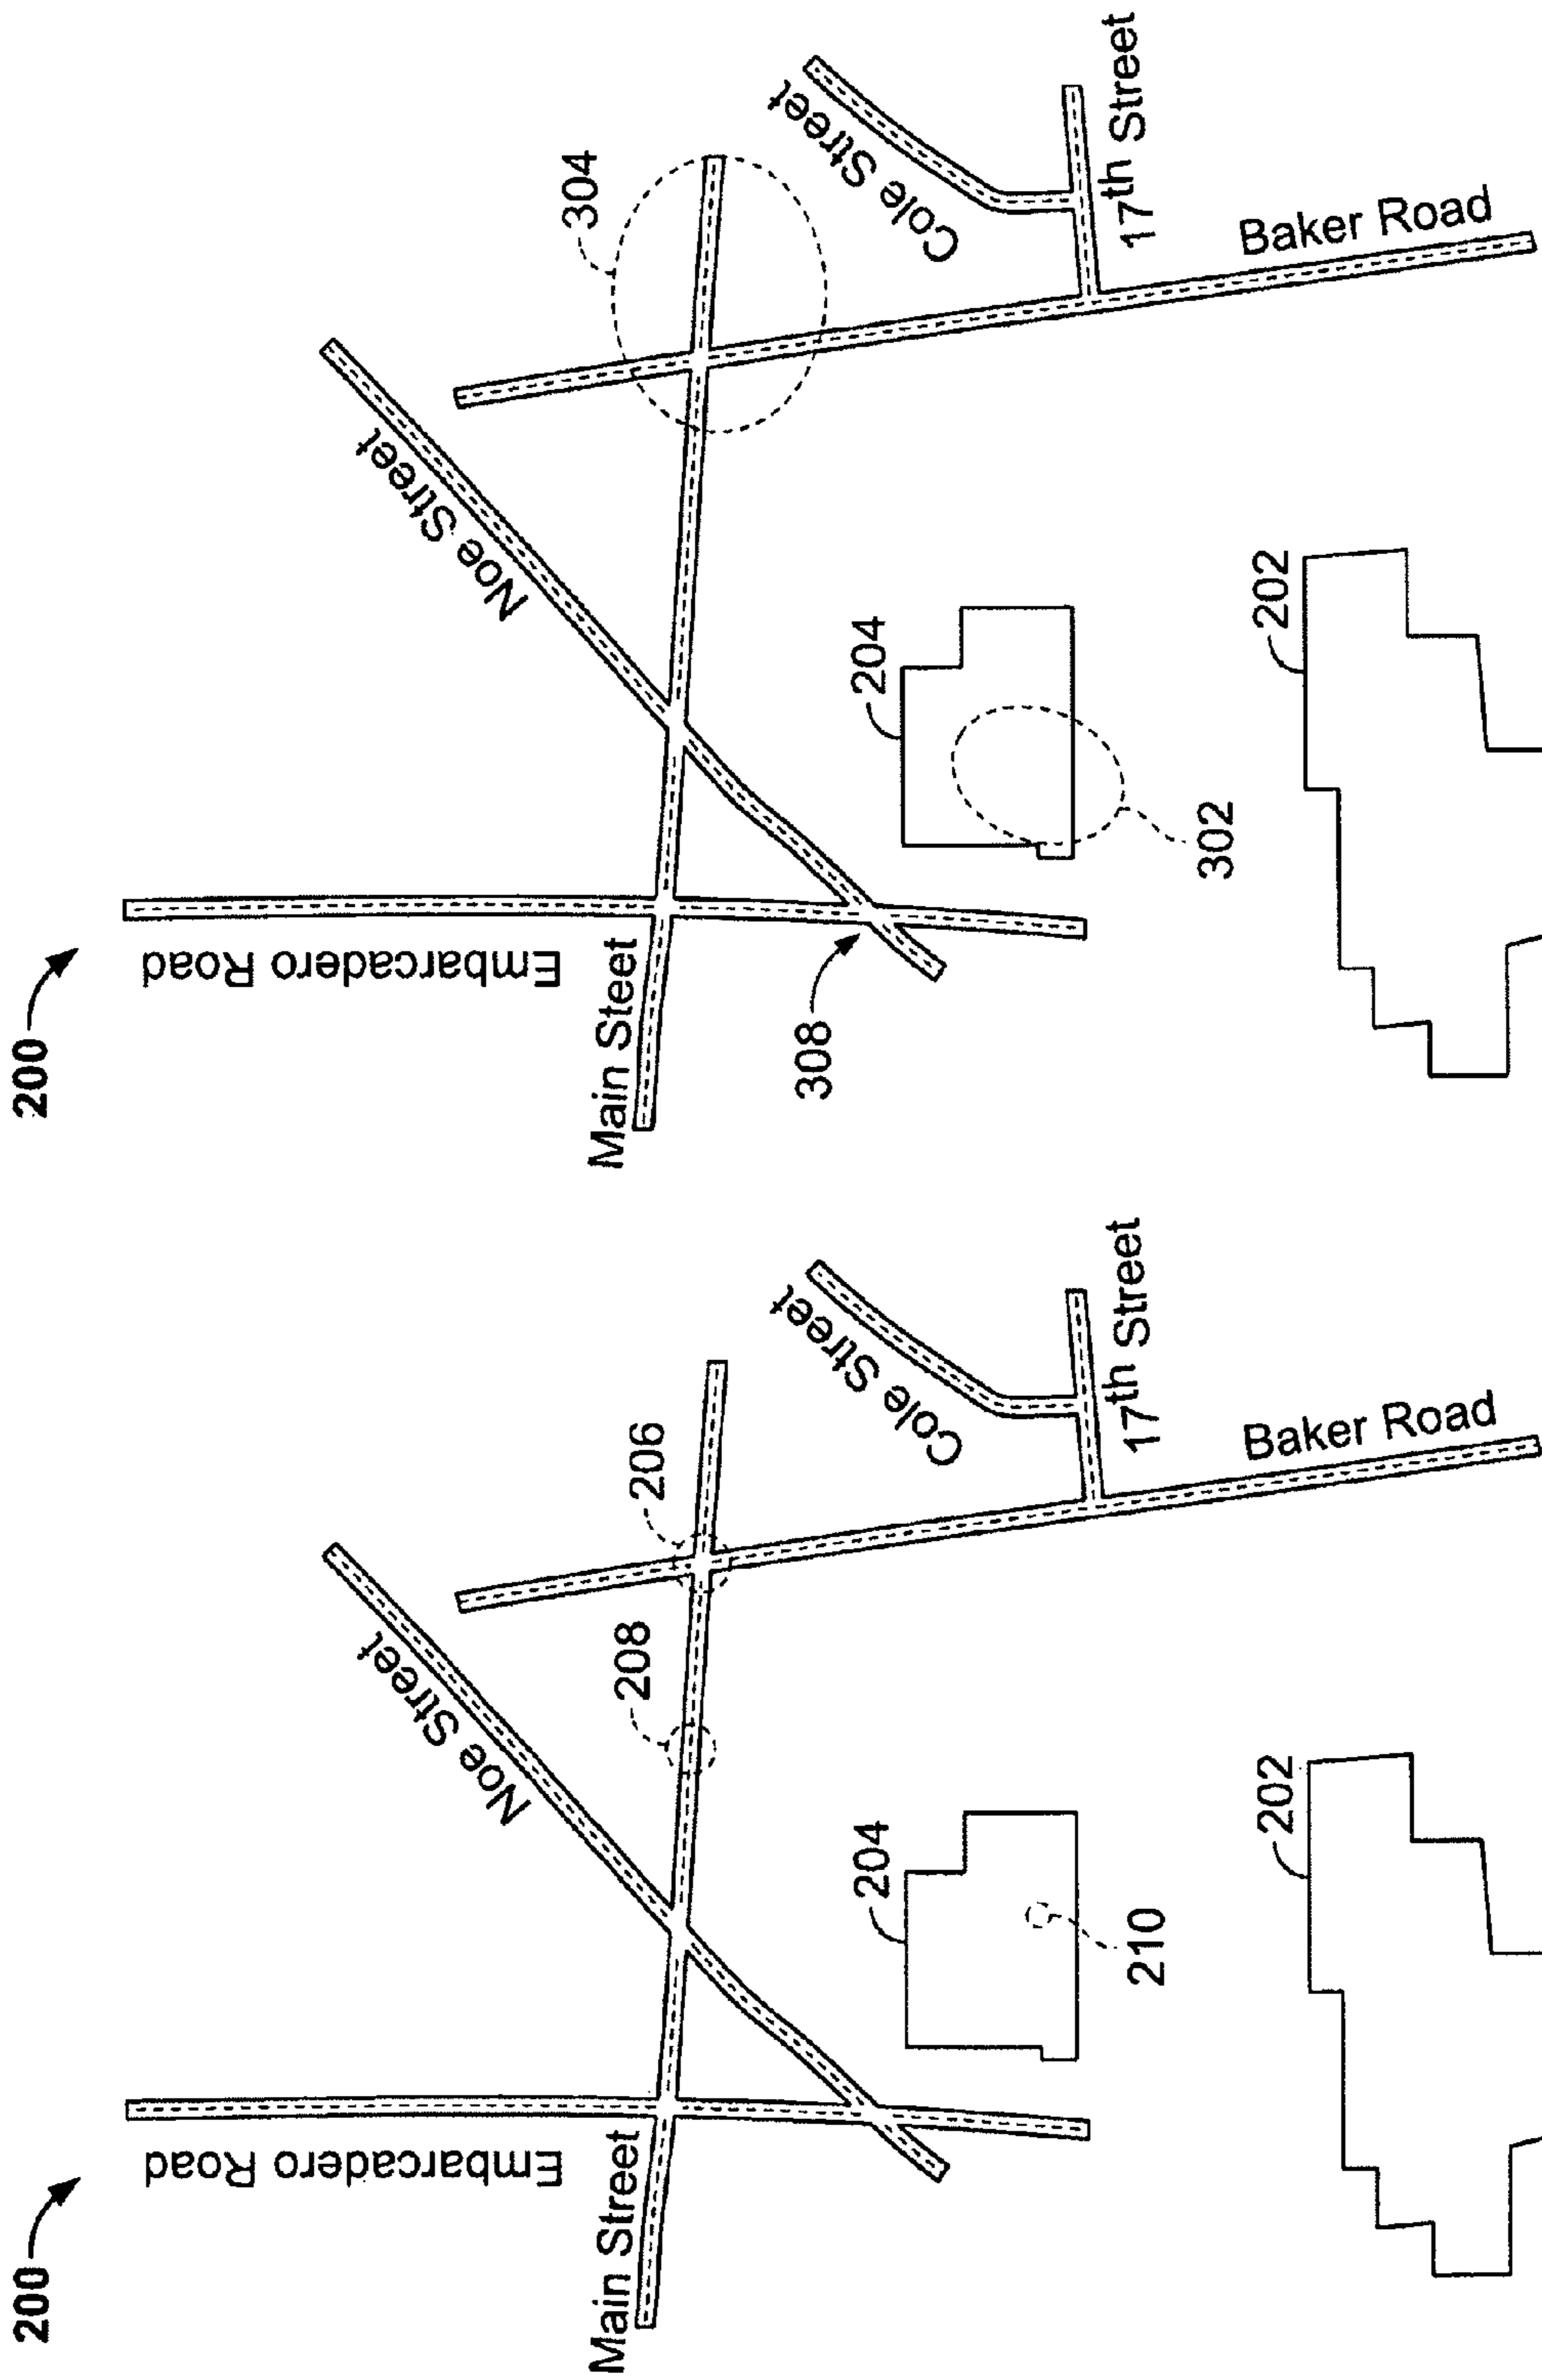 200
Embarcadero Road
Main Street
Noe Street
208
206
Cole Street
17th Street
Baker Road
204
210
202
200
Embarcadero Road
Main Steet
Noe Street
304
308
Cole Street
17th Street
Baker Road
204
302
202